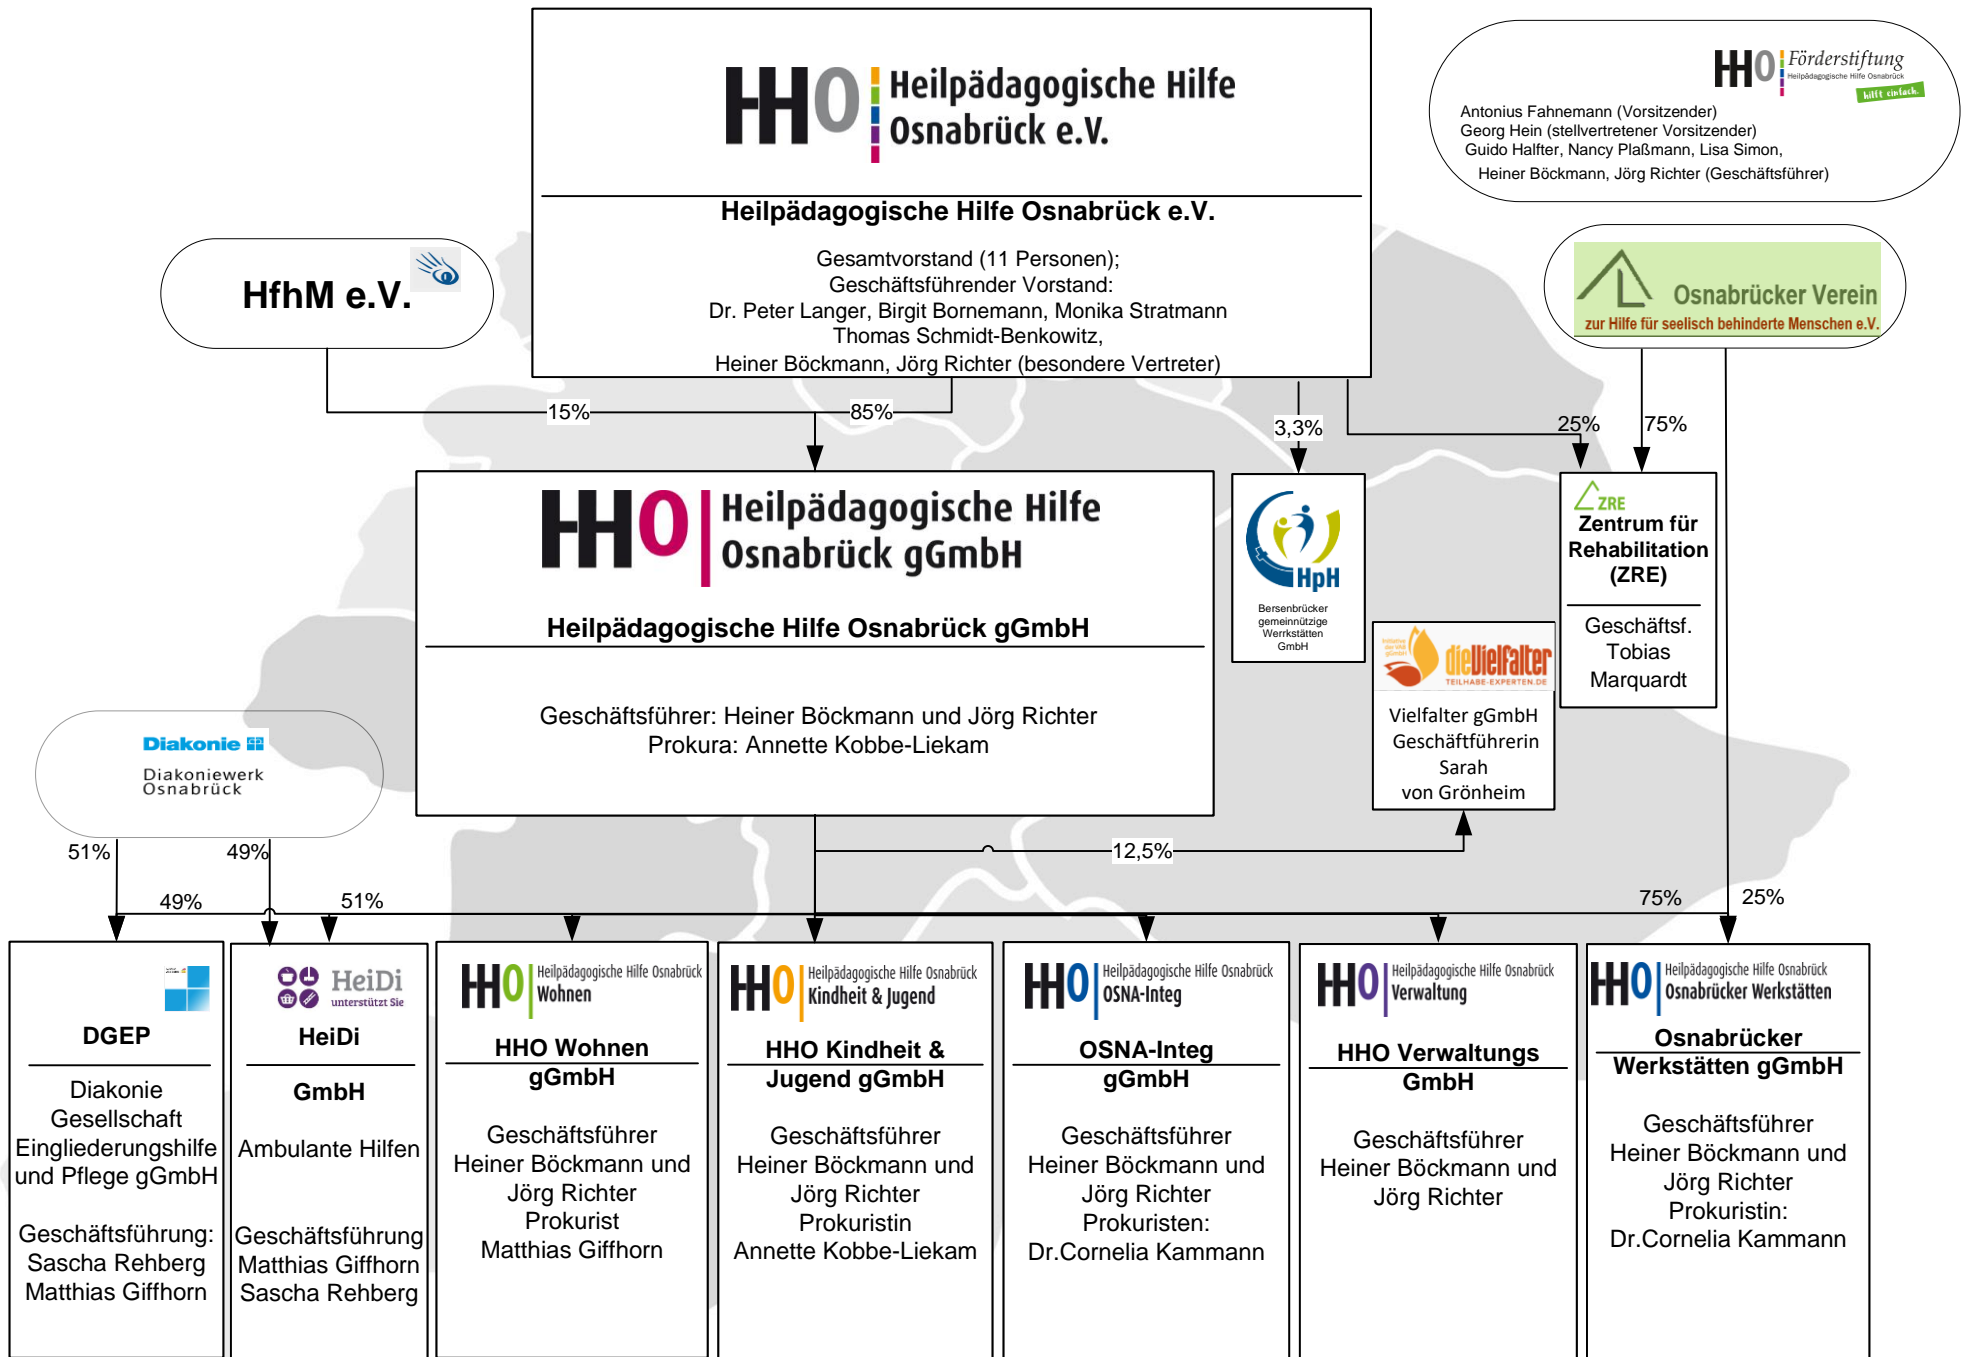 HHO Heilpädagogische Hilfe
Osnabrück e.V.
Heilpädagogische Hilfe Osnabrück e.V.
Gesamtvorstand (11 Personen);
Geschäftsführender Vorstand:
Dr. Peter Langer, Birgit Bornemann, Monika Stratmann
Thomas Schmidt-Benkowitz,
Heiner Böckmann, Jörg Richter (besondere Vertreter)
HHO Förderstiftung
Heilpädagogische Hilfe Osnabrück
hilft einfach.
Antonius Fahnemann (Vorsitzender)
Georg Hein (stellvertretener Vorsitzender)
Guido Halfter, Nancy Plaßmann, Lisa Simon,
Heiner Böckmann, Jörg Richter (Geschäftsführer)
HfhM e.V.
Osnabrücker Verein
zur Hilfe für seelisch behinderte Menschen e.V.
15%
85%
3,3%
25%
75%
HHO Heilpädagogische Hilfe
Osnabrück gGmbH
Heilpädagogische Hilfe Osnabrück gGmbH
Geschäftsführer: Heiner Böckmann und Jörg Richter
Prokura: Annette Kobbe-Liekam
HpH
Bersenbrücker
gemeinnützige
Werrkstätten
GmbH
ZRE
Zentrum für
Rehabilitation
(ZRE)
Geschäftsf.
Tobias
Marquardt
dieVielfalter
TEILHABE-EXPERTEN.DE
Vielfalter gGmbH
Geschäftführerin
Sarah
von Grönheim
Diakonie
Diakoniewerk
Osnabrück
51%
49%
12,5%
49%
51%
75%
25%
DGEP
Diakonie
Gesellschaft
Eingliederungshilfe
und Pflege gGmbH
Geschäftsführung:
Sascha Rehberg
Matthias Giffhorn
HeiDi
unterstützt Sie
HeiDi
GmbH
Ambulante Hilfen
Geschäftsführung
Matthias Giffhorn
Sascha Rehberg
HHO Heilpädagogische Hilfe Osnabrück
Wohnen
HHO Wohnen
gGmbH
Geschäftsführer
Heiner Böckmann und
Jörg Richter
Prokurist
Matthias Giffhorn
HHO Heilpädagogische Hilfe Osnabrück
Kindheit & Jugend
HHO Kindheit &
Jugend gGmbH
Geschäftsführer
Heiner Böckmann und
Jörg Richter
Prokuristin
Annette Kobbe-Liekam
HHO Heilpädagogische Hilfe Osnabrück
OSNA-Integ
OSNA-Integ
gGmbH
Geschäftsführer
Heiner Böckmann und
Jörg Richter
Prokuristen:
Dr.Cornelia Kammann
HHO Heilpädagogische Hilfe Osnabrück
Verwaltung
HHO Verwaltungs
GmbH
Geschäftsführer
Heiner Böckmann und
Jörg Richter
HHO Heilpädagogische Hilfe Osnabrück
Osnabrücker Werkstätten
Osnabrücker
Werkstätten gGmbH
Geschäftsführer
Heiner Böckmann und
Jörg Richter
Prokuristin:
Dr.Cornelia Kammann